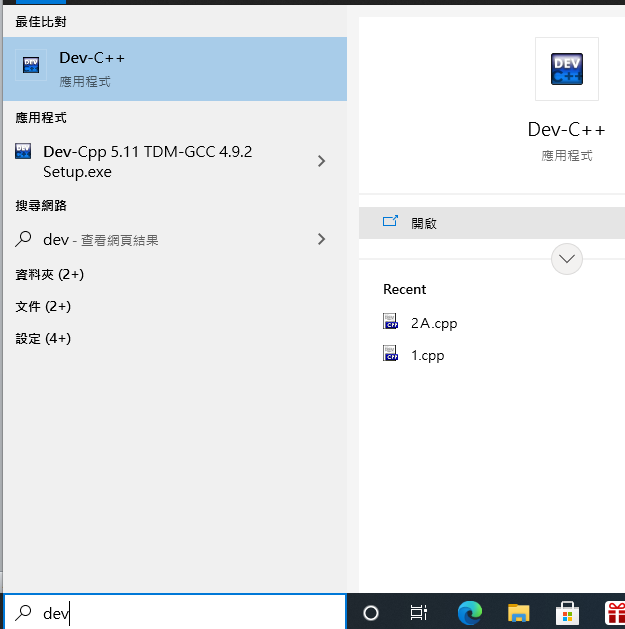 最佳比對
Dev-C++
應用程式
應用程式
Dev-Cpp 5.11 TDM-GCC 4.9.2
Setup.exe
搜尋網路
dev - 查看網頁結果
資料夾 (2+)
文件 (2+)
設定 (4+)
dev
DEV
C++
Dev-C++
應用程式
開啟
Recent
2A.cpp
1.cpp